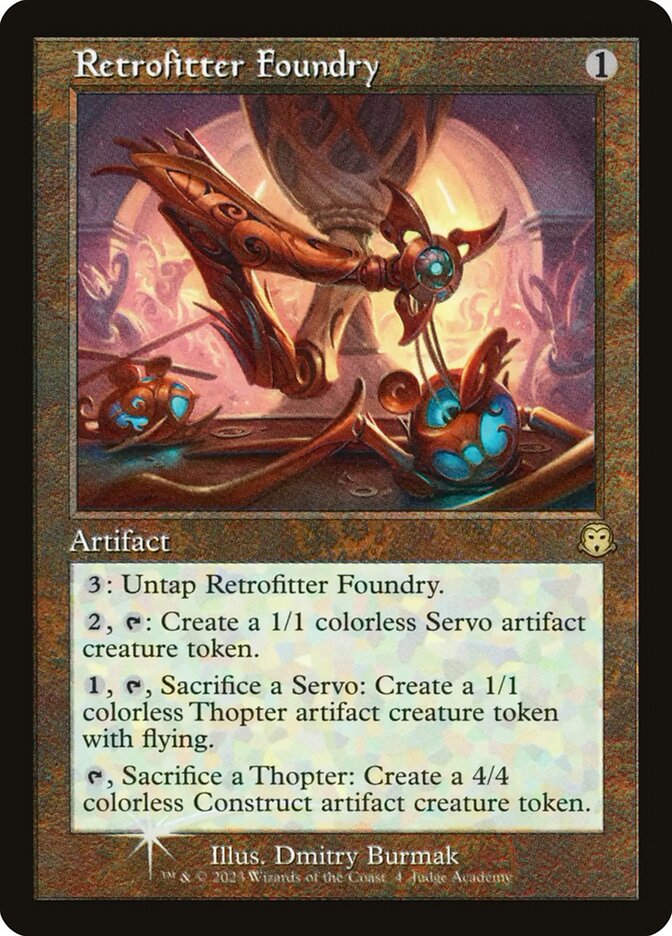 Retrofitter Foundry 1
Artifact
3: Untap Retrofitter Foundry.
2, : Create a 1/1 colorless Servo artifact
creature token.
1, , Sacrifice a Servo: Create a 1/1
colorless Thopter artifact creature token
with flying.
, Sacrifice a Thopter: Create a 4/4
colorless Construct artifact creature token.
Illus. Dmitry Burmak
™ & © 2023 Wizards of the Coast 4 Judge Academy